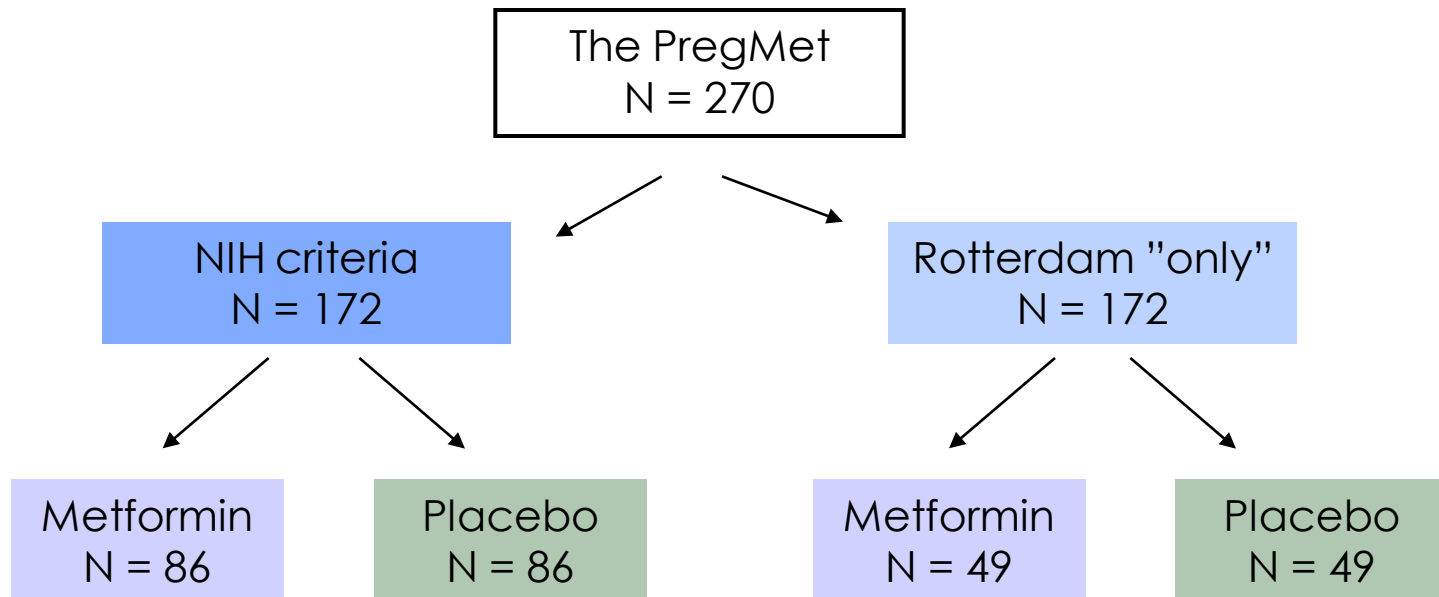 The PregMet
N = 270
NIH criteria
N = 172
Rotterdam ”only”
N = 172
Metformin
N = 86
Placebo
N = 86
Metformin
N = 49
Placebo
N = 49